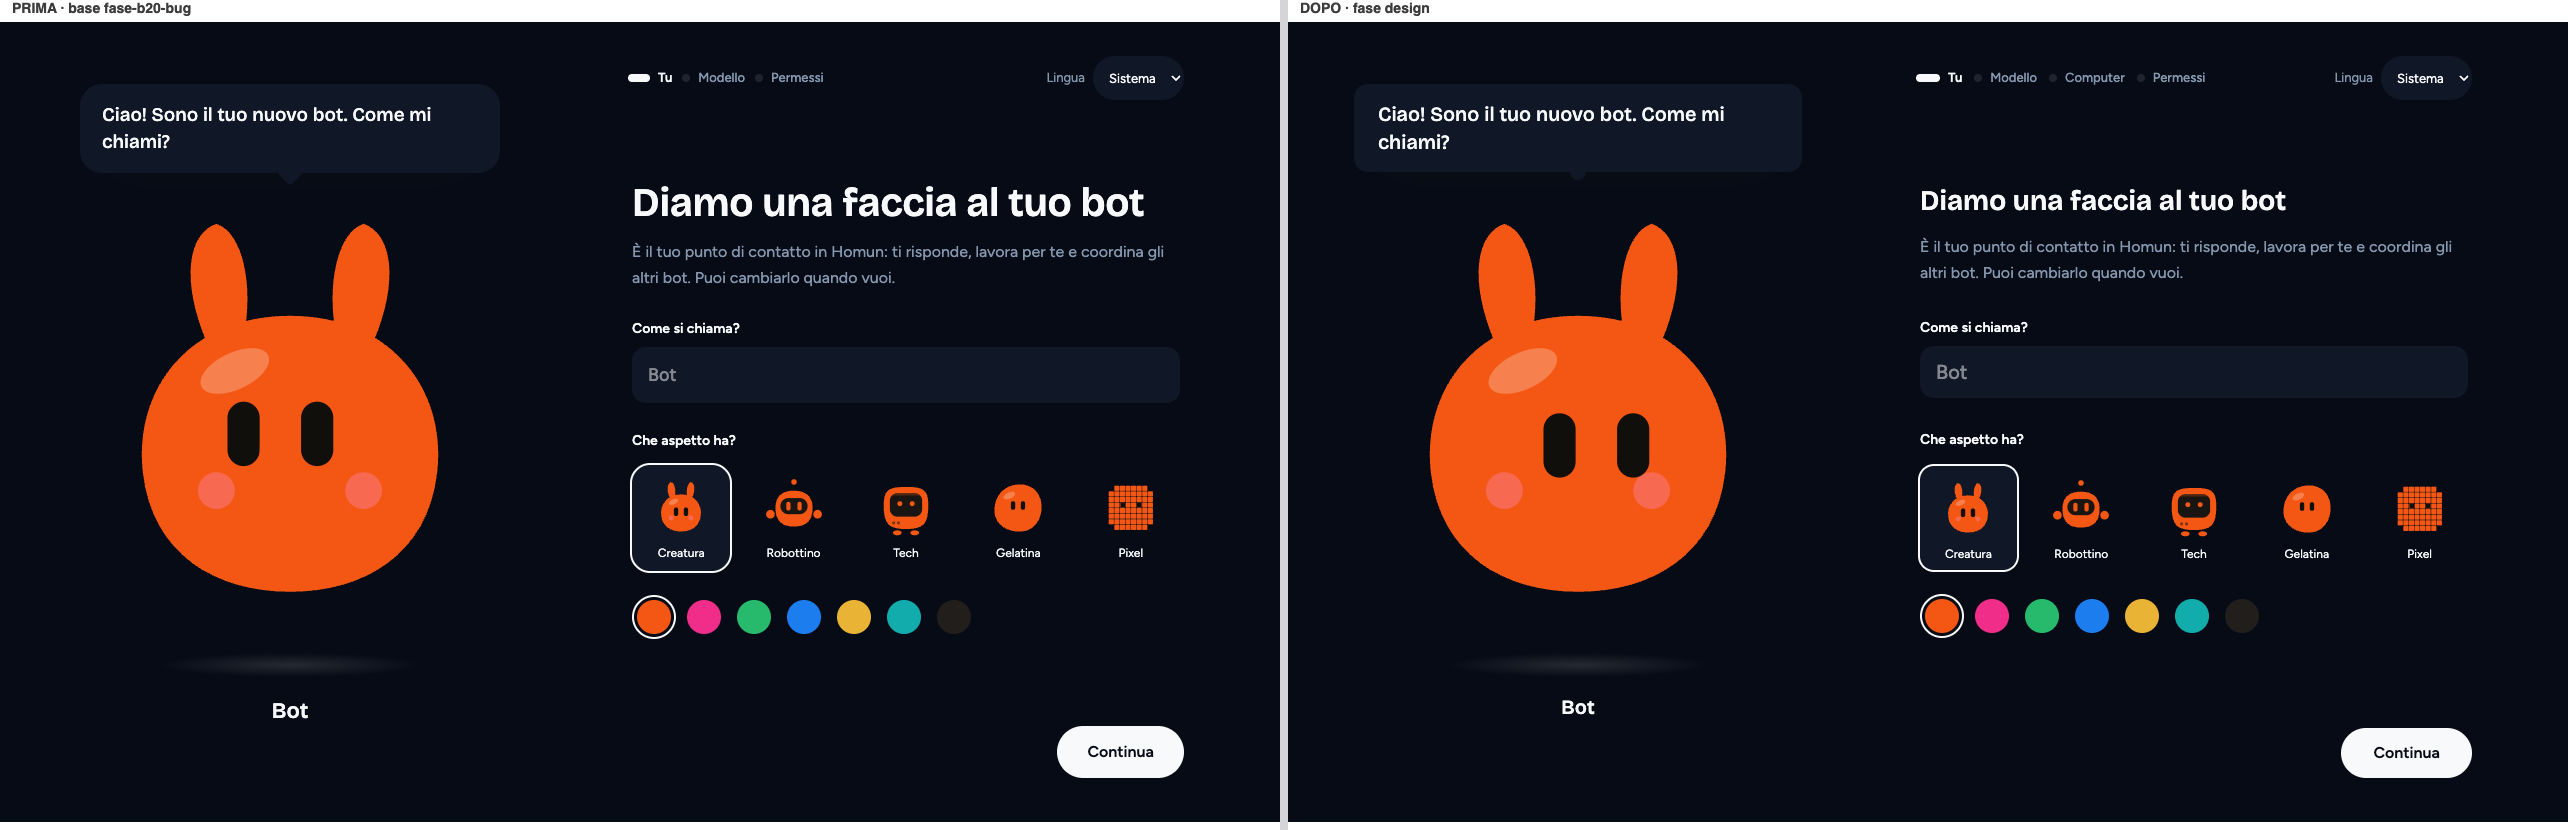 PRIMA · base fase-b20-bug
Ciao! Sono il tuo nuovo bot. Come mi
chiami?
Bot
Tu Modello Permessi
Lingua Sistema
Diamo una faccia al tuo bot
È il tuo punto di contatto in Homun: ti risponde, lavora per te e coordina gli
altri bot. Puoi cambiarlo quando vuoi.
Come si chiama?
Bot
Che aspetto ha?
Creatura Robottino Tech Gelatina Pixel
Continua
DOPO · fase design
Ciao! Sono il tuo nuovo bot. Come mi
chiami?
Bot
Tu Modello Computer Permessi
Lingua Sistema
Diamo una faccia al tuo bot
È il tuo punto di contatto in Homun: ti risponde, lavora per te e coordina gli
altri bot. Puoi cambiarlo quando vuoi.
Come si chiama?
Bot
Che aspetto ha?
Creatura Robottino Tech Gelatina Pixel
Continua